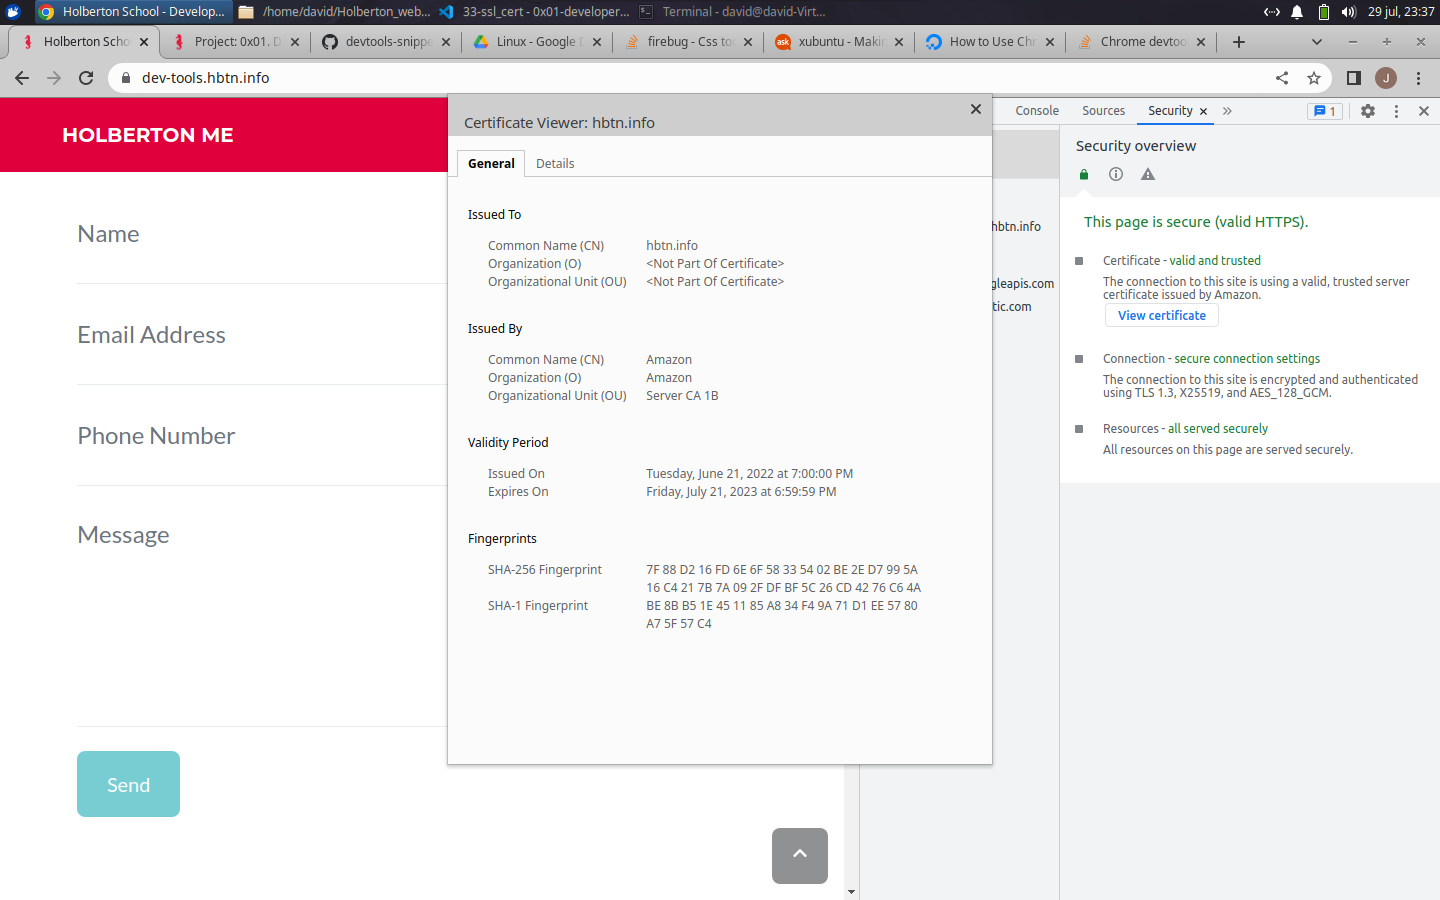 Holberton School - Develop...
/home/david/Holberton_web...
33-ssl_cert - 0x01-developer...
Terminal - david@david-Virt...
29 jul, 23:37
Holberton Scho
Project: 0x01. D
devtools-snippe
Linux - Google D
firebug - Css too
ask
xubuntu - Makin
How to Use Chr
Chrome devtoo
dev-tools.hbtn.info
J
HOLBERTON ME
Name
Email Address
Phone Number
Message
Send
Certificate Viewer: hbtn.info
General
Details
Issued To
Common Name (CN) hbtn.info
Organization (O) <Not Part Of Certificate>
Organizational Unit (OU) <Not Part Of Certificate>
Issued By
Common Name (CN) Amazon
Organization (O) Amazon
Organizational Unit (OU) Server CA 1B
Validity Period
Issued On Tuesday, June 21, 2022 at 7:00:00 PM
Expires On Friday, July 21, 2023 at 6:59:59 PM
Fingerprints
SHA-256 Fingerprint 7F 88 D2 16 FD 6E 6F 58 33 54 02 BE 2E D7 99 5A
16 C4 21 7B 7A 09 2F DF BF 5C 26 CD 42 76 C6 4A
SHA-1 Fingerprint BE 8B B5 1E 45 11 85 A8 34 F4 9A 71 D1 EE 57 80
A7 5F 57 C4
Console
Sources
Security
1
hbtn.info
gleapis.com
tic.com
Security overview
This page is secure (valid HTTPS).
Certificate - valid and trusted
The connection to this site is using a valid, trusted server
certificate issued by Amazon.
View certificate
Connection - secure connection settings
The connection to this site is encrypted and authenticated
using TLS 1.3, X25519, and AES_128_GCM.
Resources - all served securely
All resources on this page are served securely.